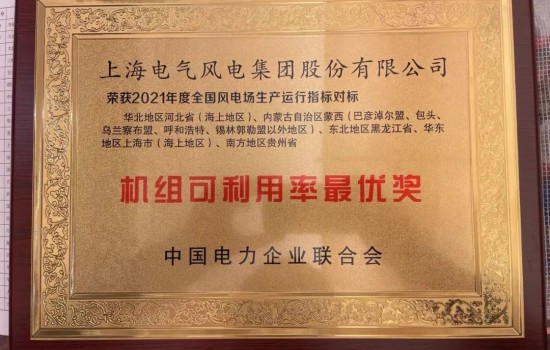 上海电气风电集团股份有限公司
荣获2021年度全国风电场生产运行指标对标
华北地区河北省（海上地区）、内蒙古自治区蒙西（巴彦淖尔盟、包头、
乌兰察布盟、呼和浩特、锡林郭勒盟以外地区）、东北地区黑龙江省、华东
地区上海市（海上地区）、南方地区贵州省
机组可利用率最优奖
中国电力企业联合会